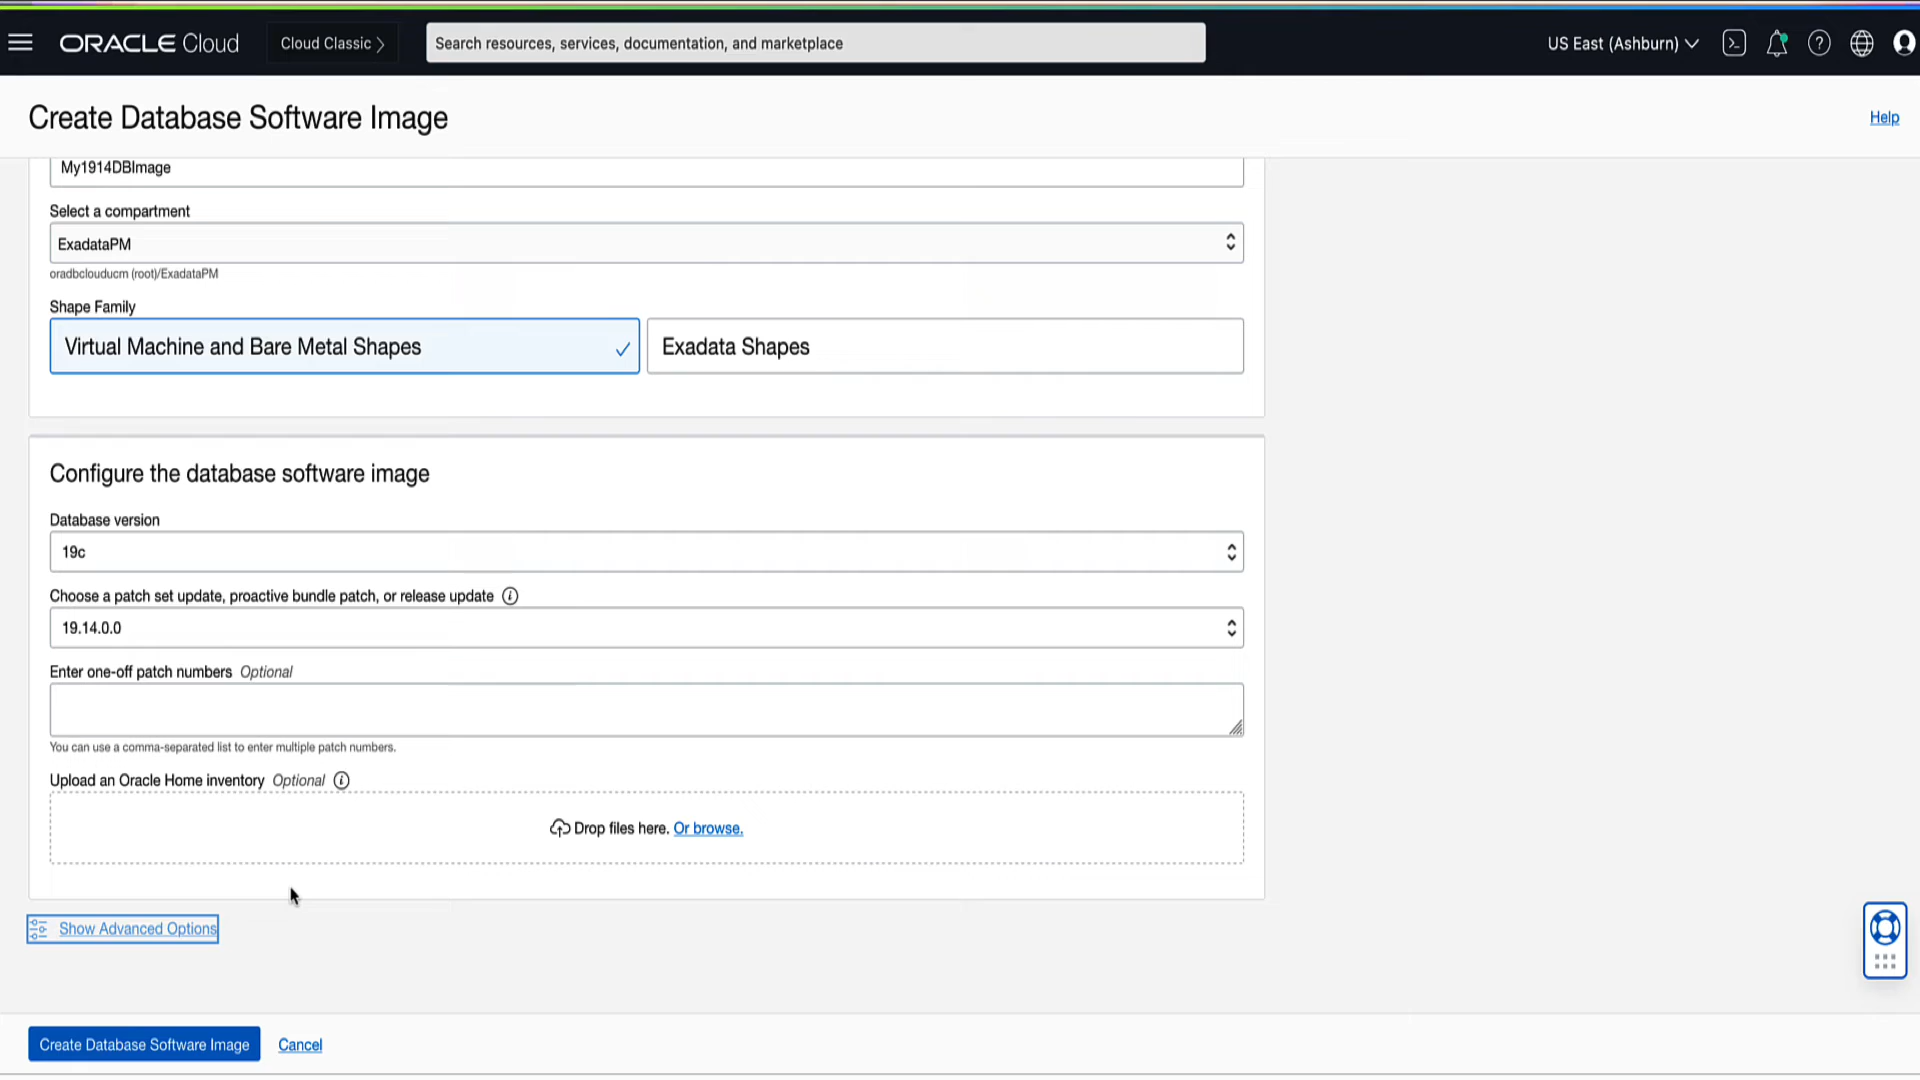 ORACLE Cloud
Cloud Classic
Search resources, services, documentation, and marketplace
US East (Ashburn)
Create Database Software Image
Help
My1914DBImage
Select a compartment
ExadataPM
oradbclouducm (root)/ExadataPM
Shape Family
Virtual Machine and Bare Metal Shapes
Exadata Shapes
Configure the database software image
Database version
19c
Choose a patch set update, proactive bundle patch, or release update
19.14.0.0
Enter one-off patch numbers Optional
You can use a comma-separated list to enter multiple patch numbers.
Upload an Oracle Home inventory Optional
Drop files here. Or browse.
Show Advanced Options
Create Database Software Image
Cancel